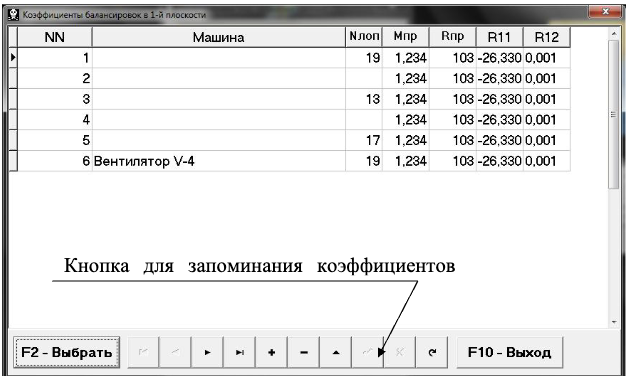 Коэффициенты балансировок в 1-й плоскости
NN Машина Nлоп Mпр Rпр R11 R12
1 19 1,234 103 -26,330 0,001
2 1,234 103 -26,330 0,001
3 13 1,234 103 -26,330 0,001
4 1,234 103 -26,330 0,001
5 17 1,234 103 -26,330 0,001
6 Вентилятор V-4 19 1,234 103 -26,330 0,001
Кнопка для запоминания коэффициентов
F2 - Выбрать F10 - Выход